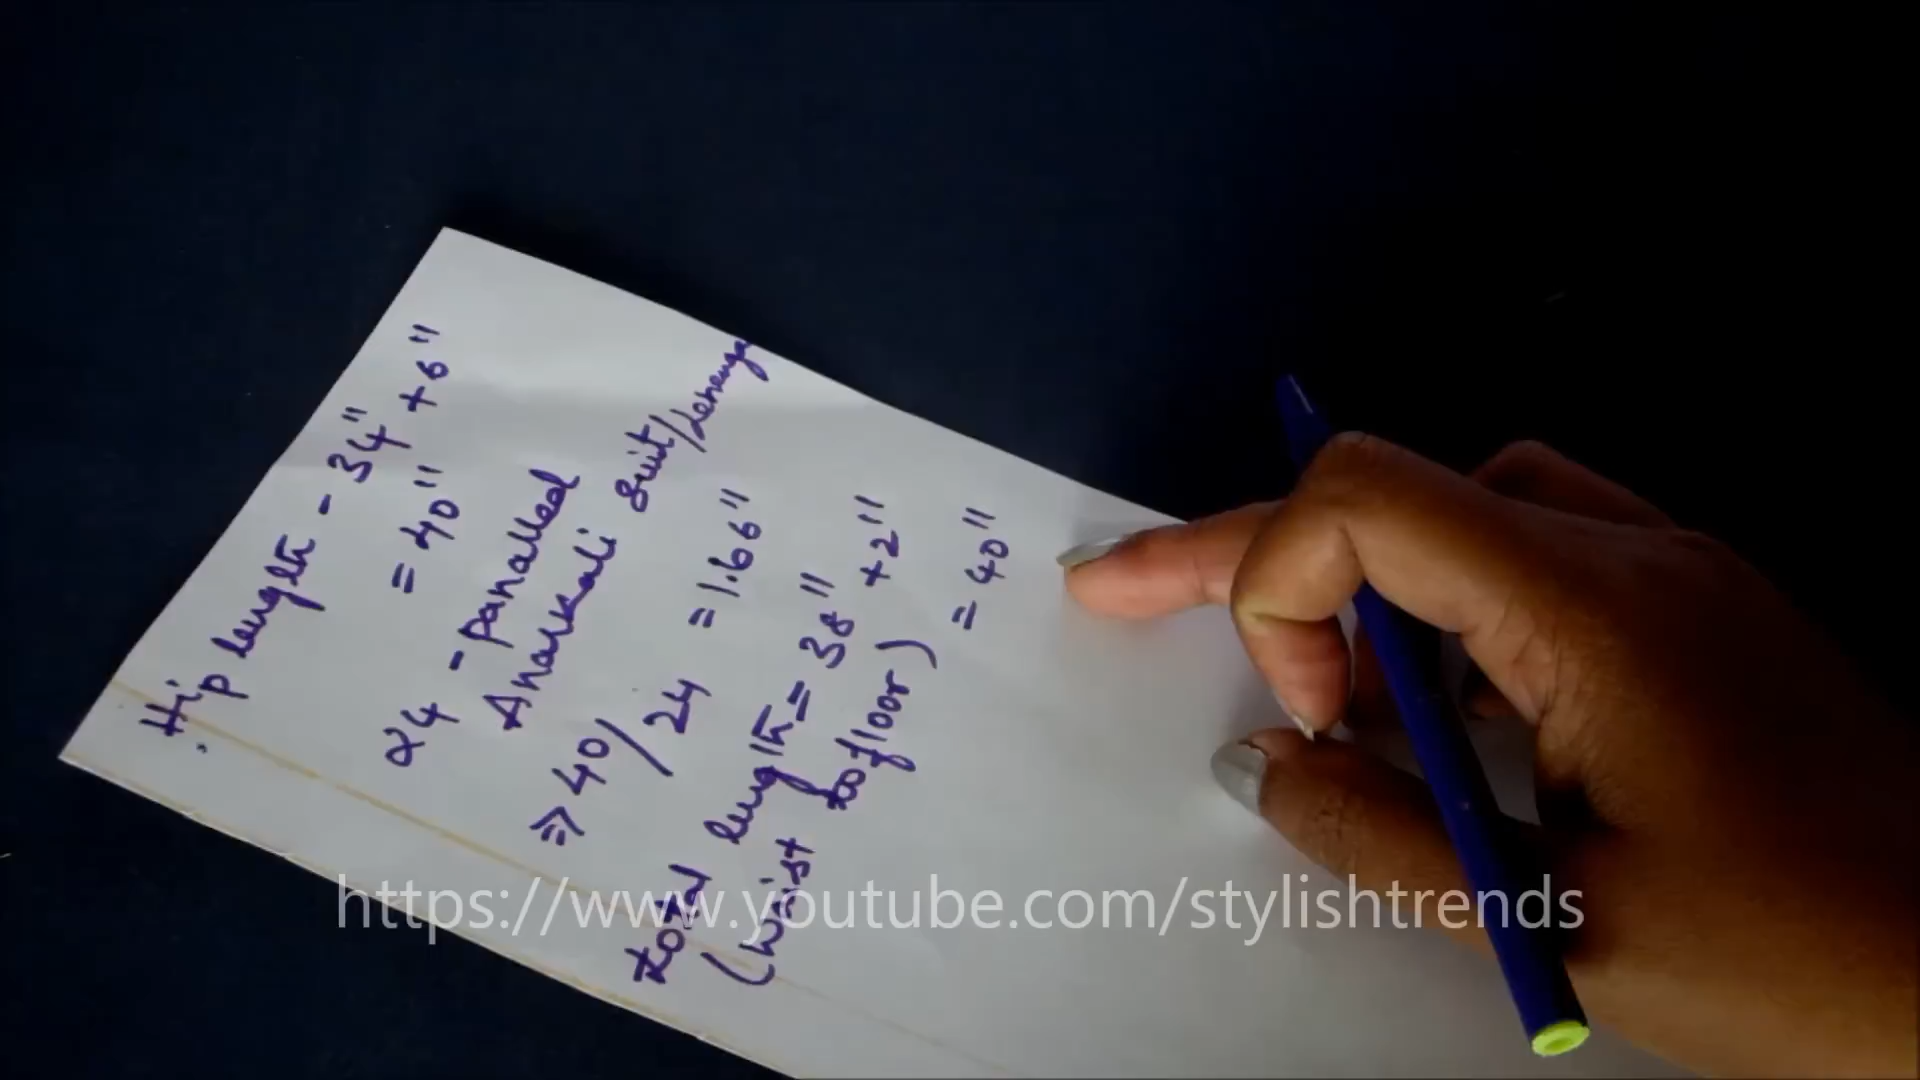 Hip length - 34" + 6"
= 40"
24 - panalled
Anarkali Suit/Lehenga
=> 40/24 = 1.66"
total length = 38" + 2"
(waist to floor) = 40"
https://www.youtube.com/stylishtrends